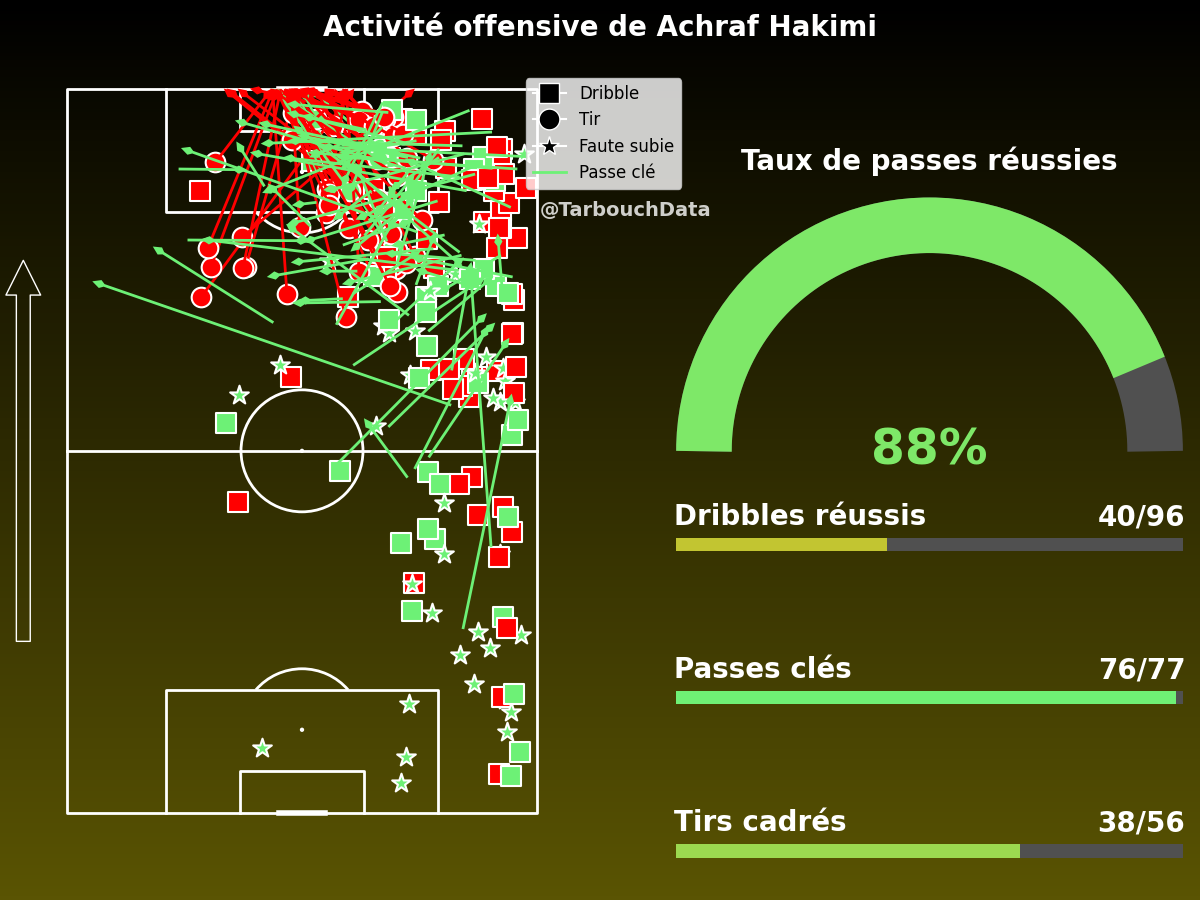 Activité offensive de Achraf Hakimi
Dribble
Tir
Faute subie
Passe clé
@TarbouchData
Taux de passes réussies
88%
Dribbles réussis 40/96
Passes clés 76/77
Tirs cadrés 38/56